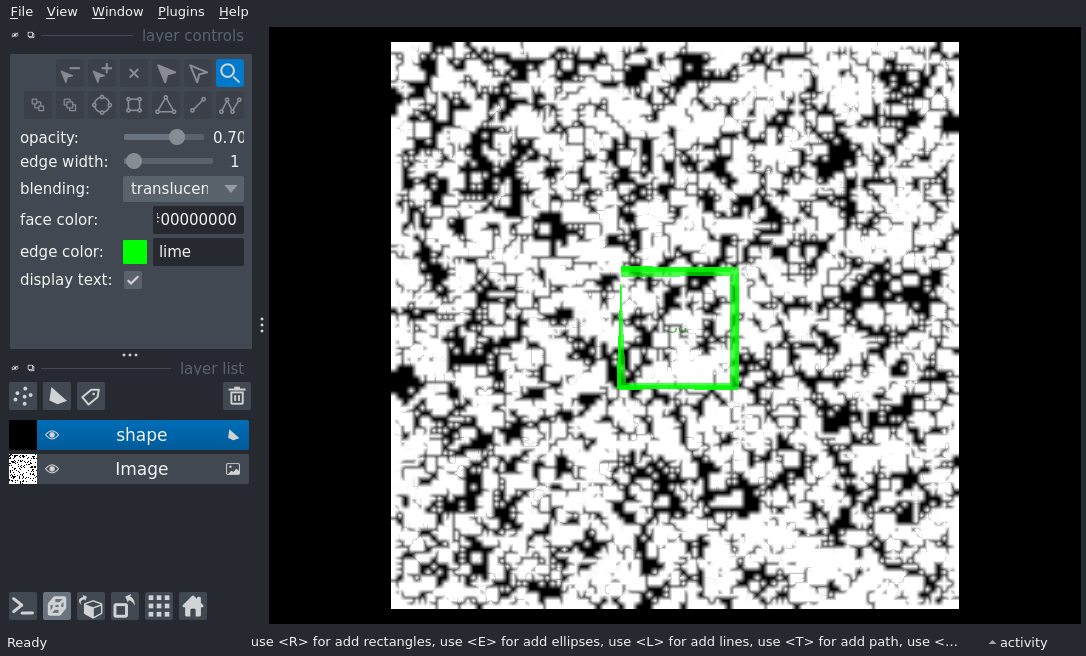 File View Window Plugins Help
layer controls
opacity: 0.70
edge width: 1
blending: translucen
face color: 00000000
edge color: lime
display text:
layer list
shape
Image
Ready
use <R> for add rectangles, use <E> for add ellipses, use <L> for add lines, use <T> for add path, use <...
activity